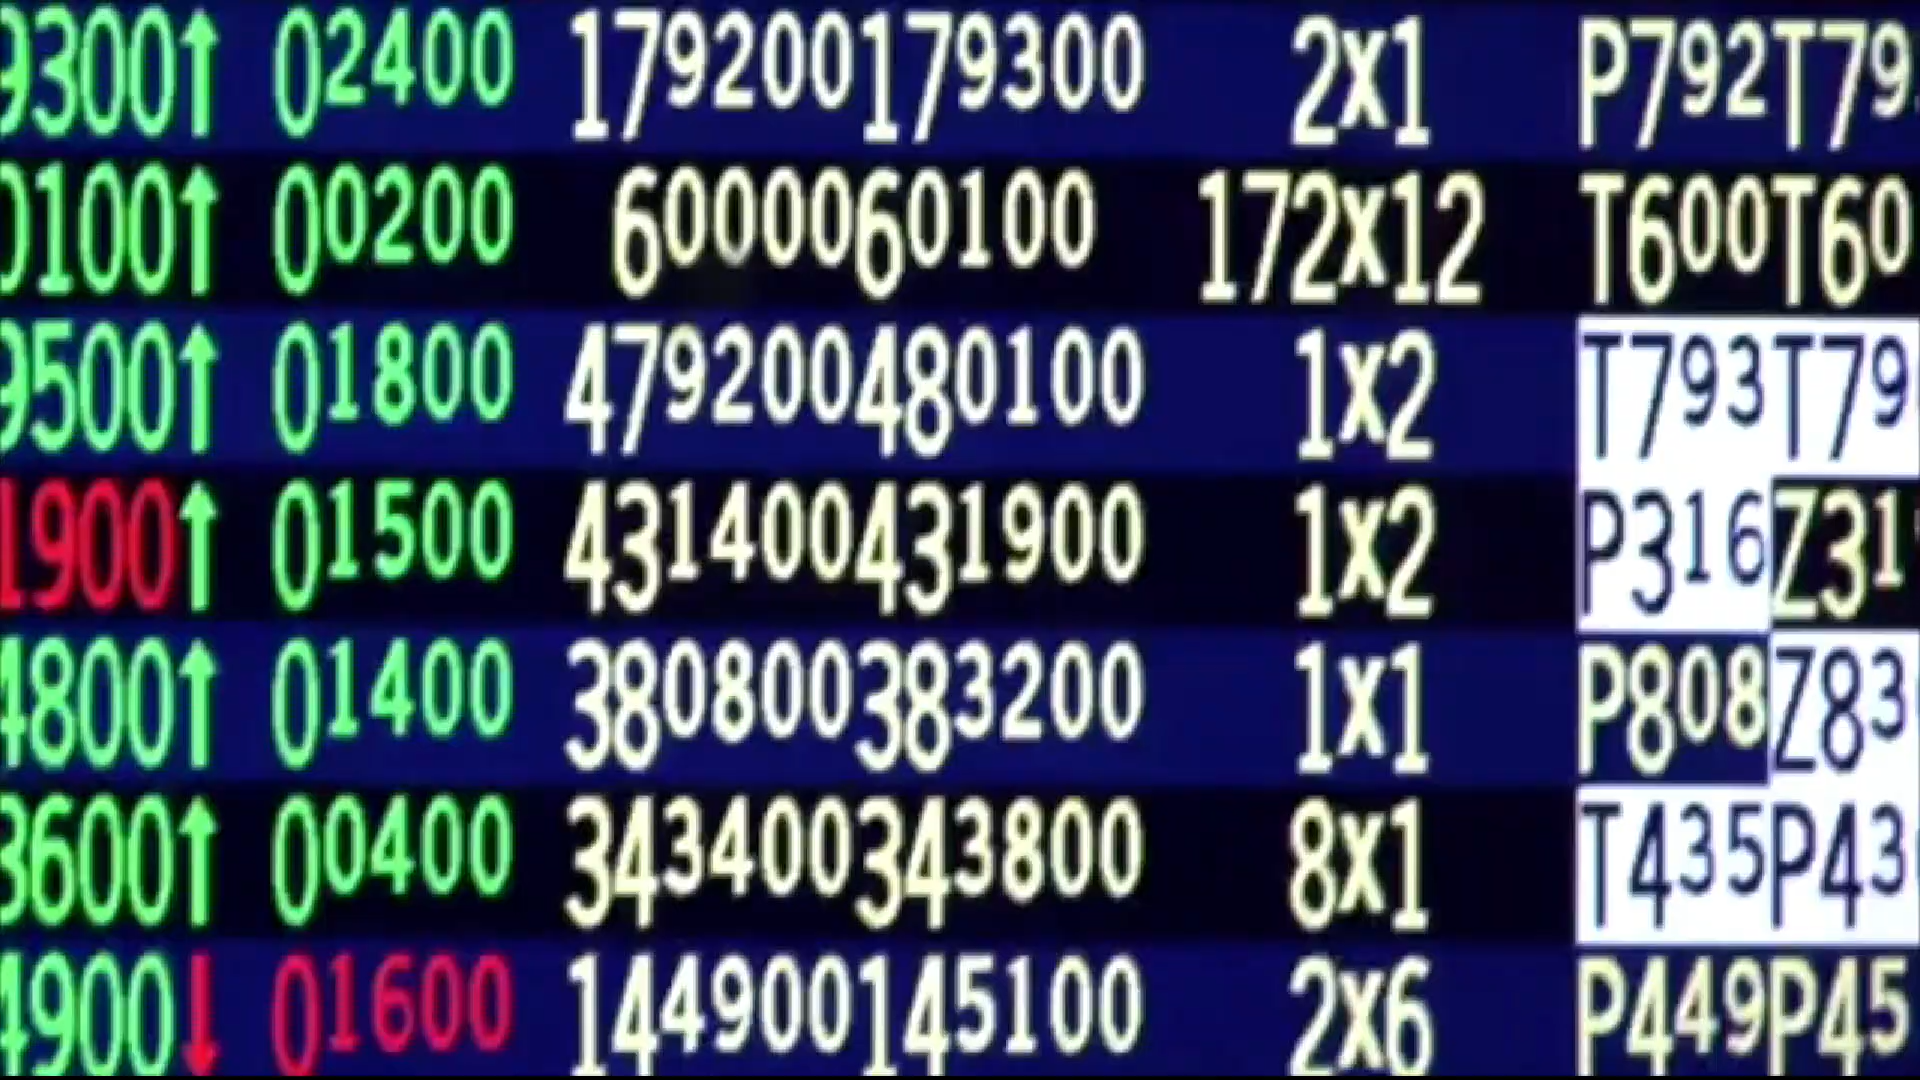 9300↑ 02400 179200179300 2X1 P792T79
0100↑ 00200 6000060100 172X12 T600T60
9500↑ 01800 479200480100 1X2 T793T79
1900↑ 01500 431400431900 1X2 P316Z31
4800↑ 01400 380800383200 1X1 P808Z83
3600↑ 00400 343400343800 8X1 T435P43
4900↓ 01600 144900145100 2X6 P449P45